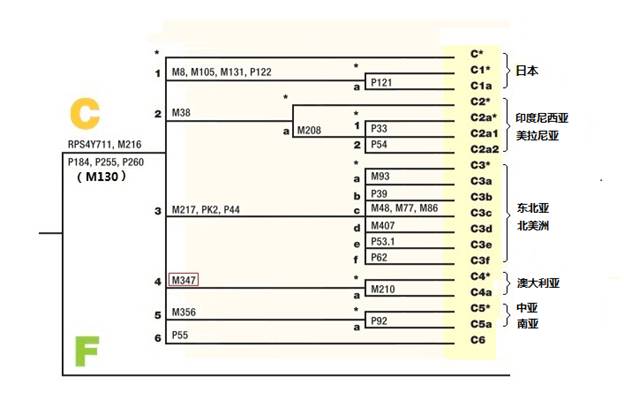 * C*
1 M8, M105, M131, P122 * C1* 日本
a P121 C1a
2 M38 * C2* 印度尼西亚
美拉尼亚
a M208 * C2a*
1 P33 C2a1
2 P54 C2a2
C
RPS4Y711, M216
P184, P255, P260
（M130）
3 M217, PK2, P44 * C3* 东北亚
北美洲
a M93 C3a
b P39 C3b
c M48, M77, M86 C3c
d M407 C3d
e P53.1 C3e
f P62 C3f
4 M347 * C4* 澳大利亚
a M210 C4a
5 M356 * C5* 中亚
南亚
a P92 C5a
6 P55 C6
F